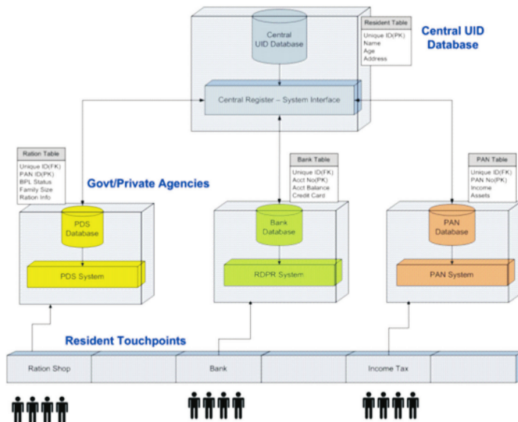 Central UID
Database
Resident Table
Unique ID(PK)
Name
Age
Address
Central
UID Database
Central Register – System Interface
Ration Table
Unique ID(FK)
PAN ID(PK)
BPL Status
Family Size
Ration Info
Govt/Private Agencies
Bank Table
Unique ID(FK)
Acct No(PK)
Acct Balance
Credit Card
PAN Table
Unique ID(FK)
PAN No(PK)
Income
Assets
PDS
Database
PDS System
Bank
Database
RDPR System
PAN
Database
PAN System
Resident Touchpoints
Ration Shop
Bank
Income Tax